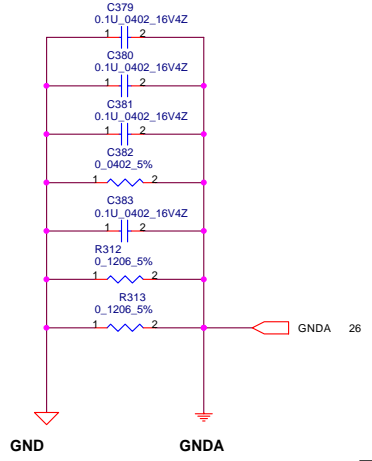 C379
0.1U_0402_16V4Z
1 2
C380
0.1U_0402_16V4Z
1 2
C381
0.1U_0402_16V4Z
1 2
C382
0_0402_5%
1 2
C383
0.1U_0402_16V4Z
1 2
R312
0_1206_5%
1 2
R313
0_1206_5%
1 2
GNDA 26
GND GNDA